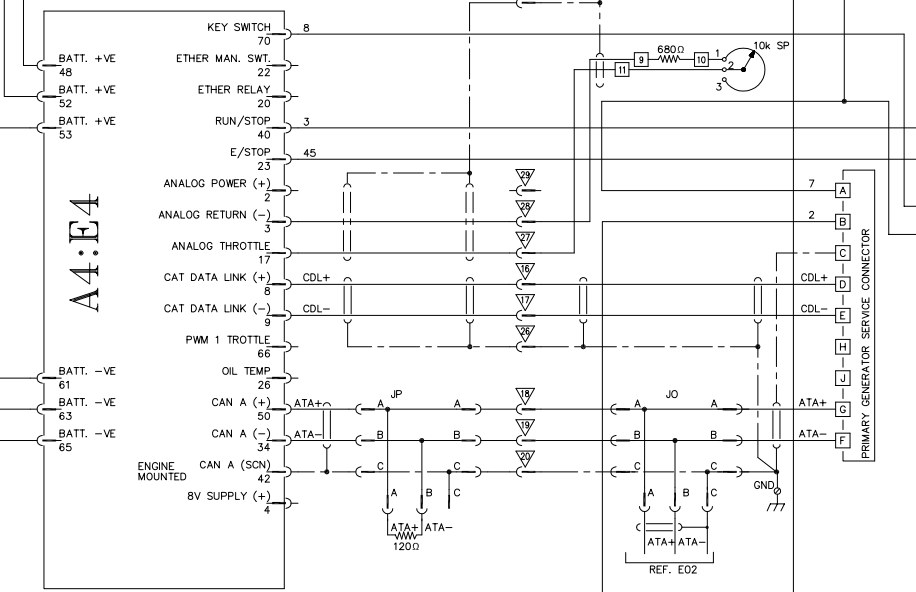 KEY SWITCH 8
70
BATT. +VE
48
ETHER MAN. SWT.
22
BATT. +VE
52
ETHER RELAY
20
BATT. +VE
53
RUN/STOP 3
40
E/STOP 45
23
ANALOG POWER (+)
2
ANALOG RETURN (-)
3
ANALOG THROTTLE
17
CAT DATA LINK (+) CDL+
8
CAT DATA LINK (-) CDL-
9
PWM 1 TROTTLE
66
BATT. -VE
61
OIL TEMP
26
BATT. -VE
63
CAN A (+) ATA+
50
BATT. -VE
65
CAN A (-) ATA-
34
ENGINE
MOUNTED
CAN A (SCN)
42
8V SUPPLY (+)
4
A4:E4
680Ω
10k SP
9
10
11
1
2
3
29
28
27
16
17
26
18
19
20
JP
A A
B B
C C
A B C
ATA+ ATA-
120Ω
JO
A A
B B
C C
A B C
ATA+ ATA-
REF. E02
GND
7 A
2 B
C
CDL+ D
CDL- E
H
J
ATA+ G
ATA- F
PRIMARY GENERATOR SERVICE CONNECTOR